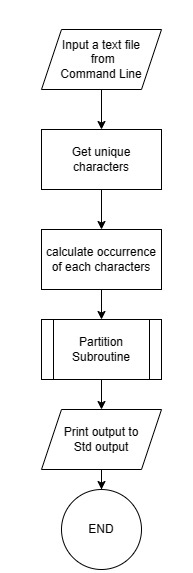 Input a text file
from
Command Line
Get unique
characters
calculate occurrence
of each characters
Partition
Subroutine
Print output to
Std output
END